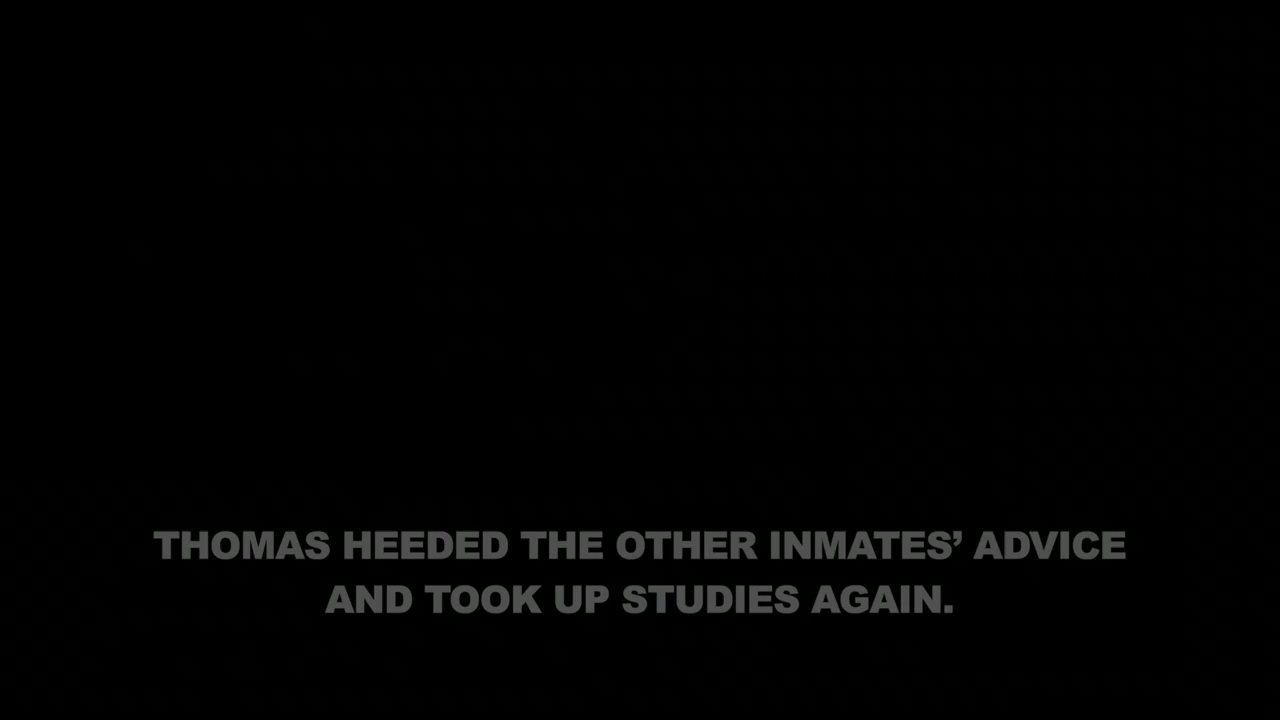 THOMAS HEEDED THE OTHER INMATES’ ADVICE
AND TOOK UP STUDIES AGAIN.